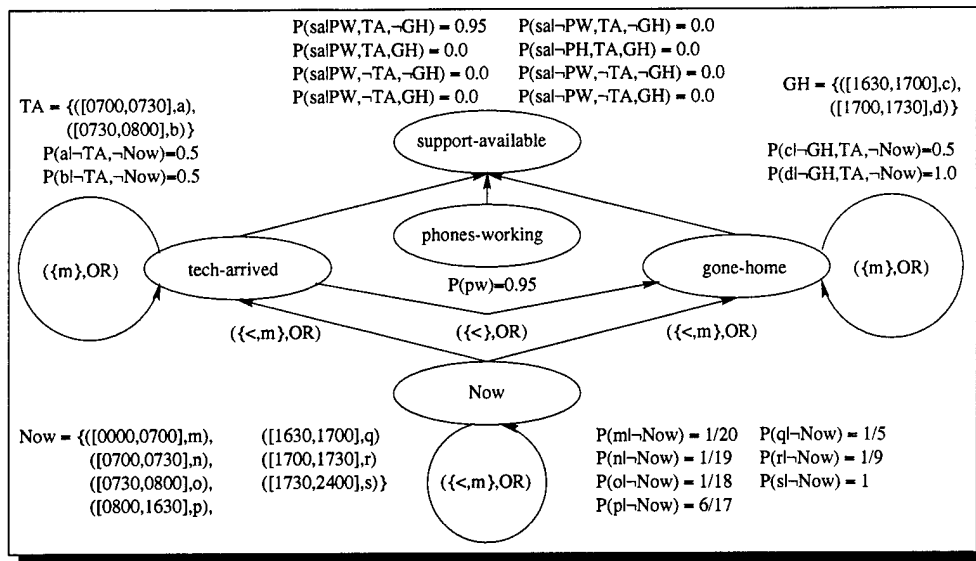 P(sa|PW,TA,¬GH) = 0.95 P(sa|¬PW,TA,¬GH) = 0.0
P(sa|PW,TA,GH) = 0.0 P(sa|¬PH,TA,GH) = 0.0
P(sa|PW,¬TA,¬GH) = 0.0 P(sa|¬PW,¬TA,¬GH) = 0.0
P(sa|PW,¬TA,GH) = 0.0 P(sa|¬PW,¬TA,GH) = 0.0
TA = {([0700,0730],a),
([0730,0800],b)}
P(a|¬TA,¬Now)=0.5
P(b|¬TA,¬Now)=0.5
GH = {([1630,1700],c),
([1700,1730],d)}
P(c|¬GH,TA,¬Now)=0.5
P(d|¬GH,TA,¬Now)=1.0
support-available
phones-working
P(pw)=0.95
({m},OR)
tech-arrived
gone-home
({m},OR)
({<,m},OR)
({<},OR)
({<,m},OR)
Now
({<,m},OR)
Now = {([0000,0700],m),
([0700,0730],n),
([0730,0800],o),
([0800,1630],p),
([1630,1700],q)
([1700,1730],r)
([1730,2400],s)}
P(m|¬Now) = 1/20 P(q|¬Now) = 1/5
P(n|¬Now) = 1/19 P(r|¬Now) = 1/9
P(o|¬Now) = 1/18 P(s|¬Now) = 1
P(p|¬Now) = 6/17